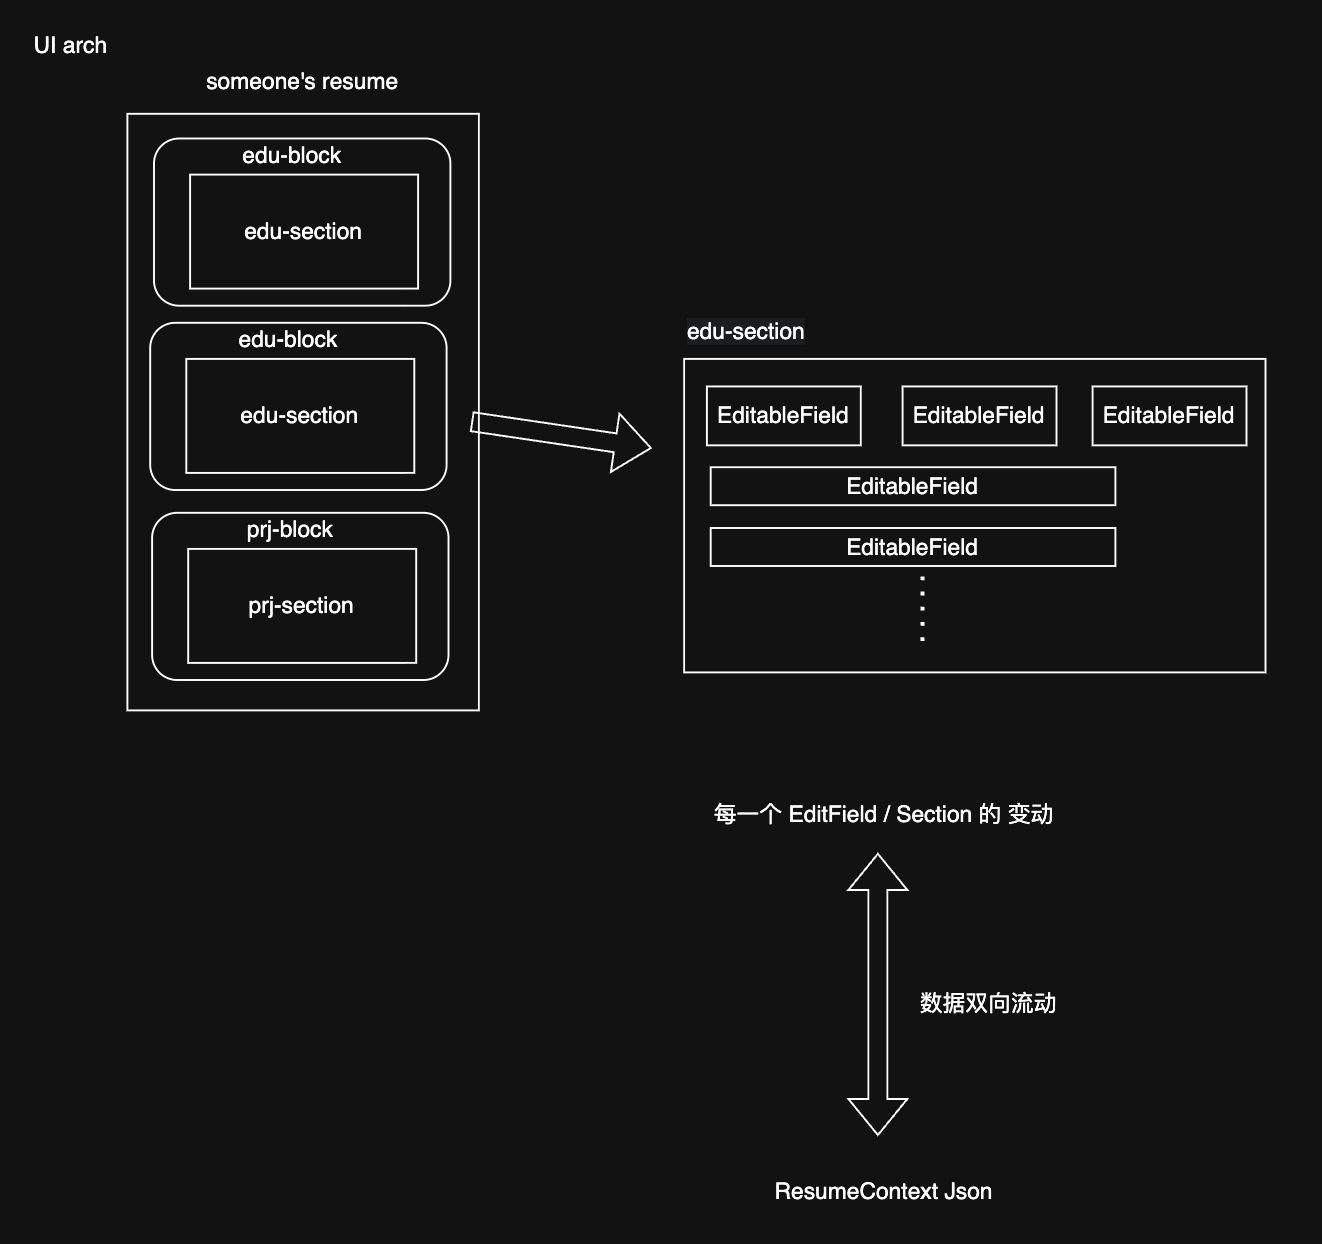 UI arch
someone's resume
edu-block
edu-section
edu-block
edu-section
prj-block
prj-section
edu-section
EditableField EditableField EditableField
EditableField
EditableField
每一个 EditField / Section 的 变动
数据双向流动
ResumeContext Json